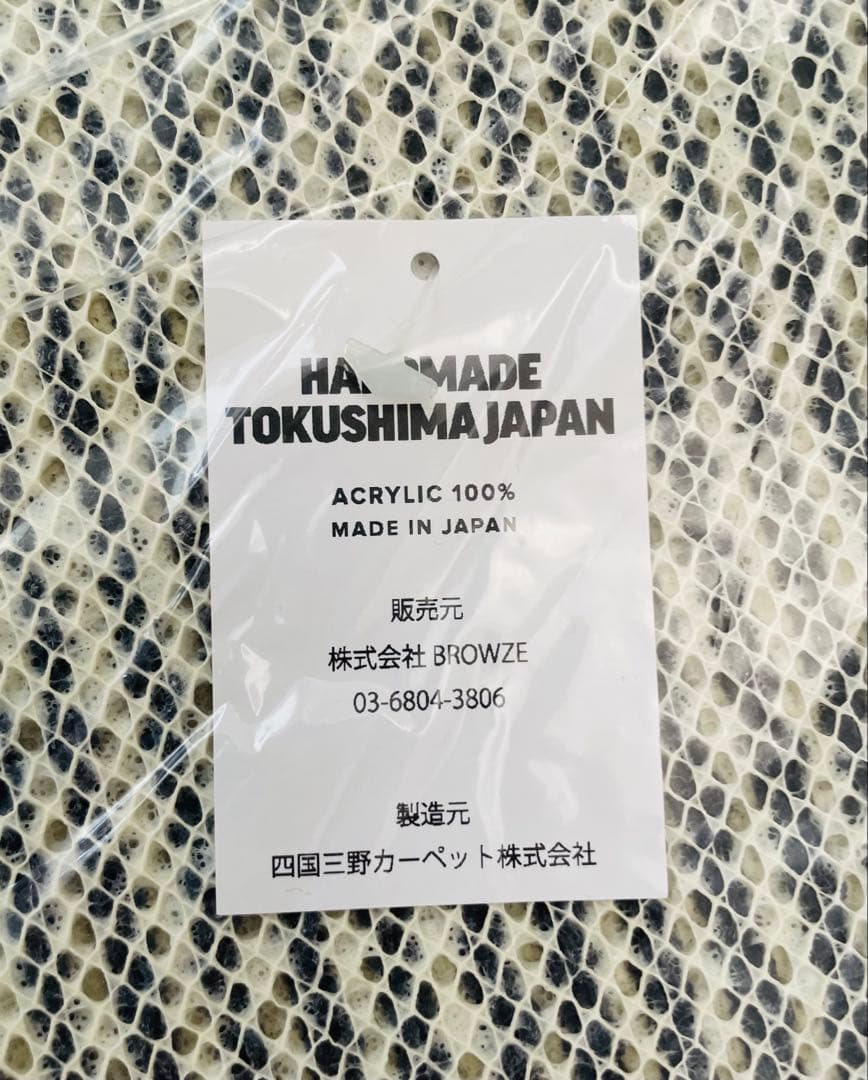 HANDMADE
TOKUSHIMA JAPAN
ACRYLIC 100%
MADE IN JAPAN
販売元
株式会社 BROWZE
03-6804-3806
製造元
四国三野カーペット株式会社